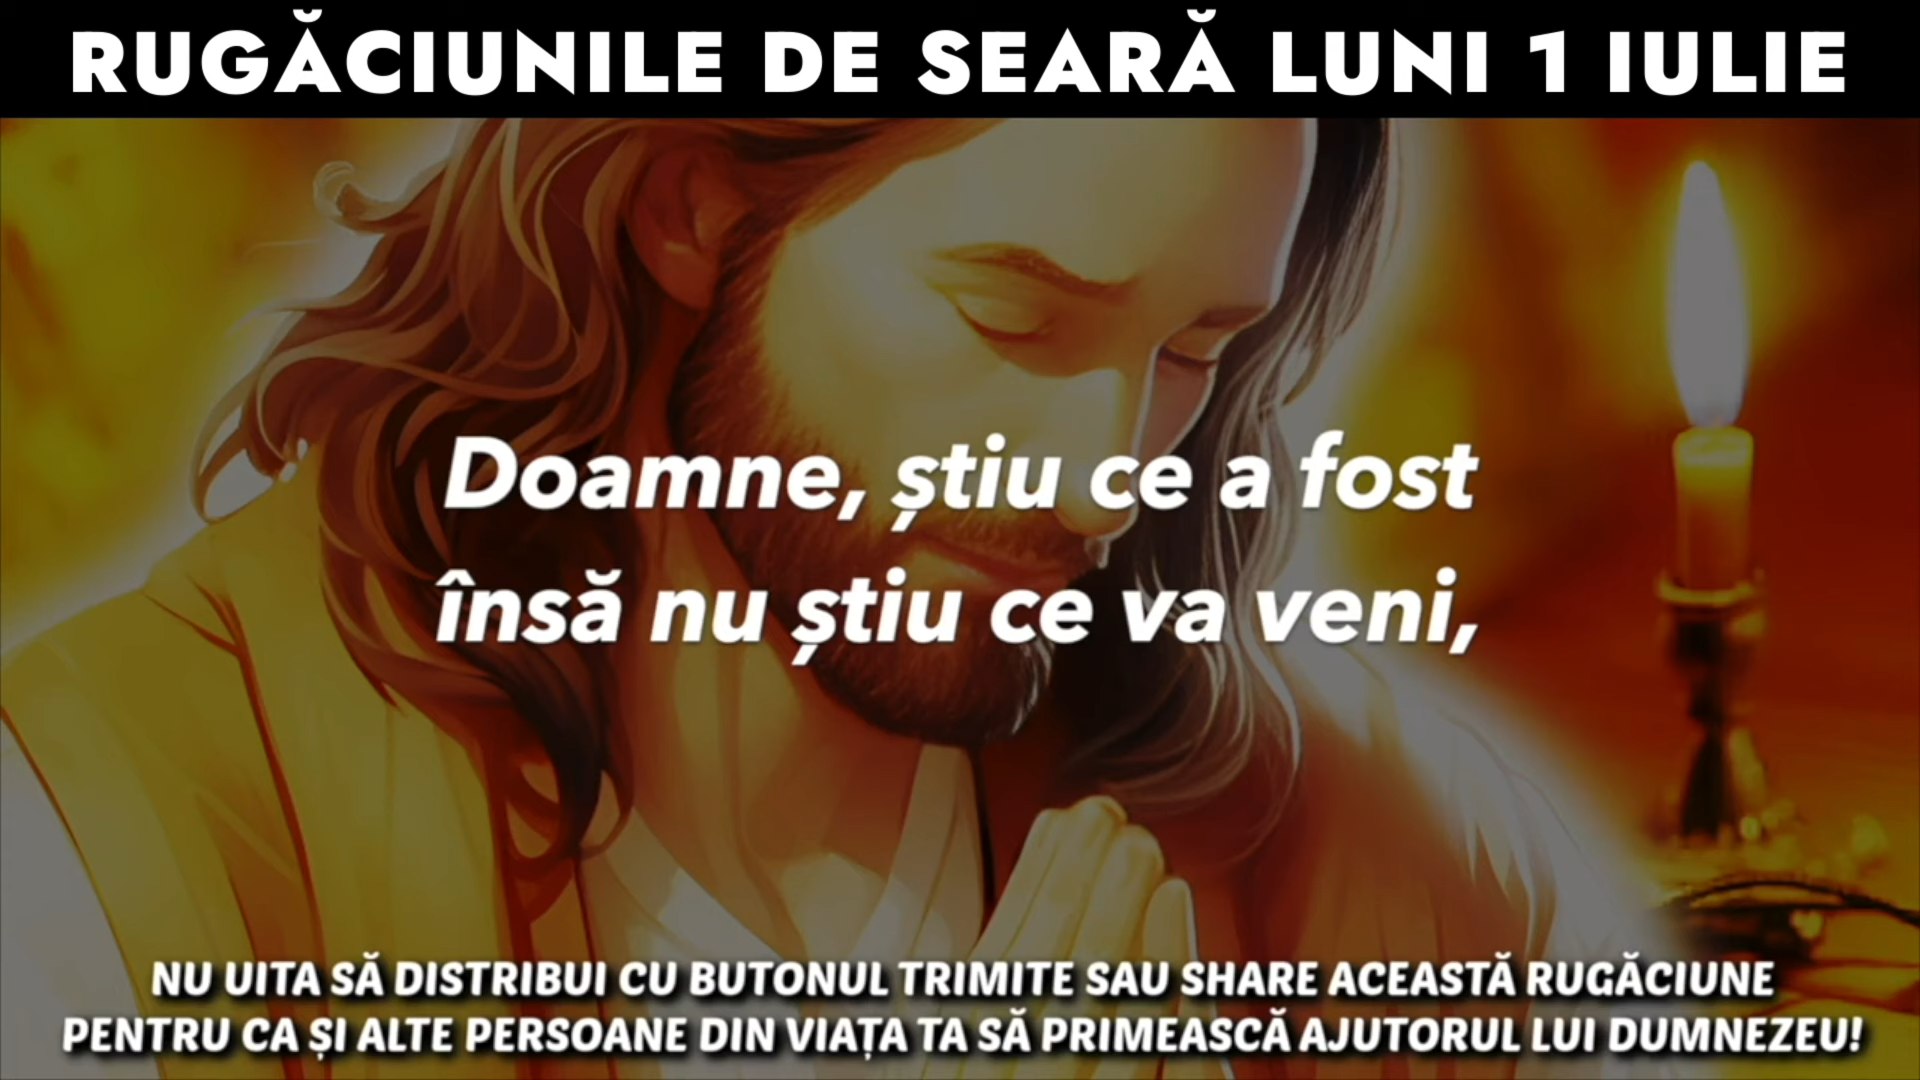 RUGĂCIUNILE DE SEARĂ LUNI 1 IULIE
Doamne, știu ce a fost
însă nu știu ce va veni,
NU UITA SĂ DISTRIBUI CU BUTONUL TRIMITE SAU SHARE ACEASTĂ RUGĂCIUNE
PENTRU CA ȘI ALTE PERSOANE DIN VIAȚA TA SĂ PRIMEASCĂ AJUTORUL LUI DUMNEZEU!